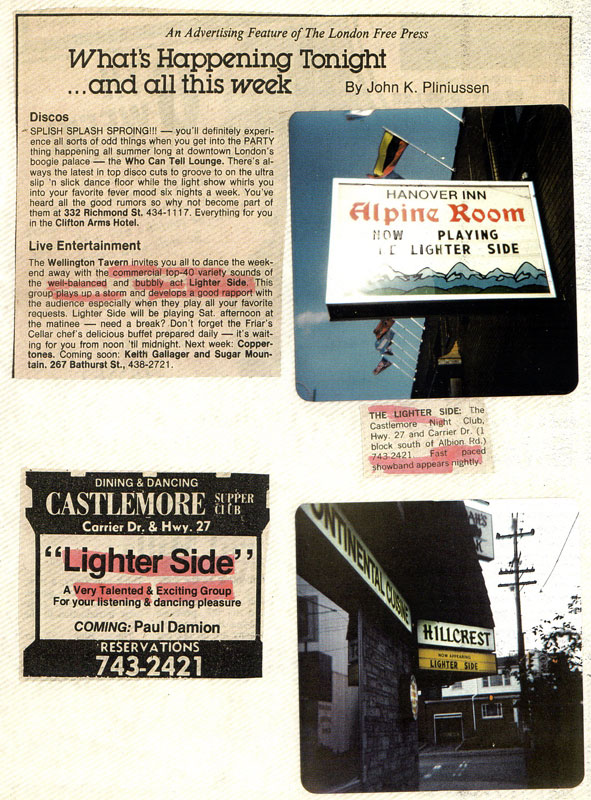 An Advertising Feature of The London Free Press
What's Happening Tonight
...and all this week
By John K. Pliniussen
Discos
SPLISH SPLASH SPROING!!! — you'll definitely experi-
ence all sorts of odd things when you get into the PARTY
thing happening all summer long at downtown London's
boogie palace — the Who Can Tell Lounge. There's al-
ways the latest in top disco cuts to groove to on the ultra
slip 'n slick dance floor while the light show whirls you
into your favorite fever mood six nights a week. You've
heard all the good rumors so why not become part of
them at 332 Richmond St. 434-1117. Everything for you
in the Clifton Arms Hotel.
Live Entertainment
The Wellington Tavern invites you all to dance the week-
end away with the commercial top-40 variety sounds of
the well-balanced and bubbly act Lighter Side. This
group plays up a storm and develops a good rapport with
the audience especially when they play all your favorite
requests. Lighter Side will be playing Sat. afternoon at
the matinee — need a break? Don't forget the Friar's
Cellar chef's delicious buffet prepared daily — it's wait-
ing for you from noon 'til midnight. Next week: Copper-
tones. Coming soon: Keith Gallager and Sugar Moun-
tain. 267 Bathurst St., 438-2721.
HANOVER INN
Alpine Room
NOW PLAYING
LIGHTER SIDE
THE LIGHTER SIDE: The
Castlemore Night Club,
Hwy. 27 and Carrier Dr. (1
block south of Albion Rd.)
743-2421. Fast paced
showband appears nightly.
DINING & DANCING
CASTLEMORE SUPPER
CLUB
Carrier Dr. & Hwy. 27
"Lighter Side"
A Very Talented & Exciting Group
For your listening & dancing pleasure
COMING: Paul Damion
RESERVATIONS
743-2421
ONTINENTAL CUISINE
HILLCREST
NOW APPEARING
LIGHTER SIDE